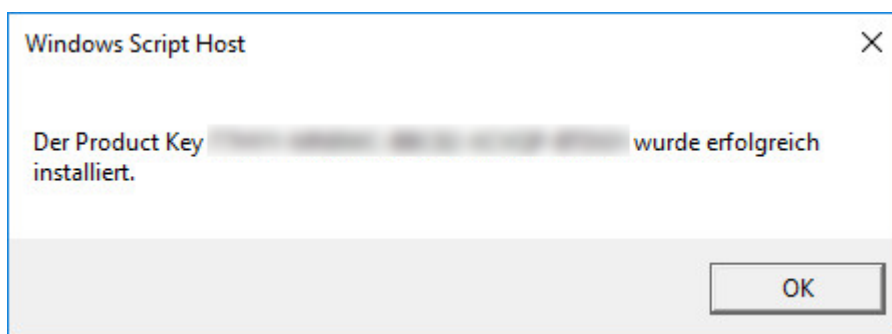 Windows Script Host
Der Product Key wurde erfolgreich
installiert.
OK